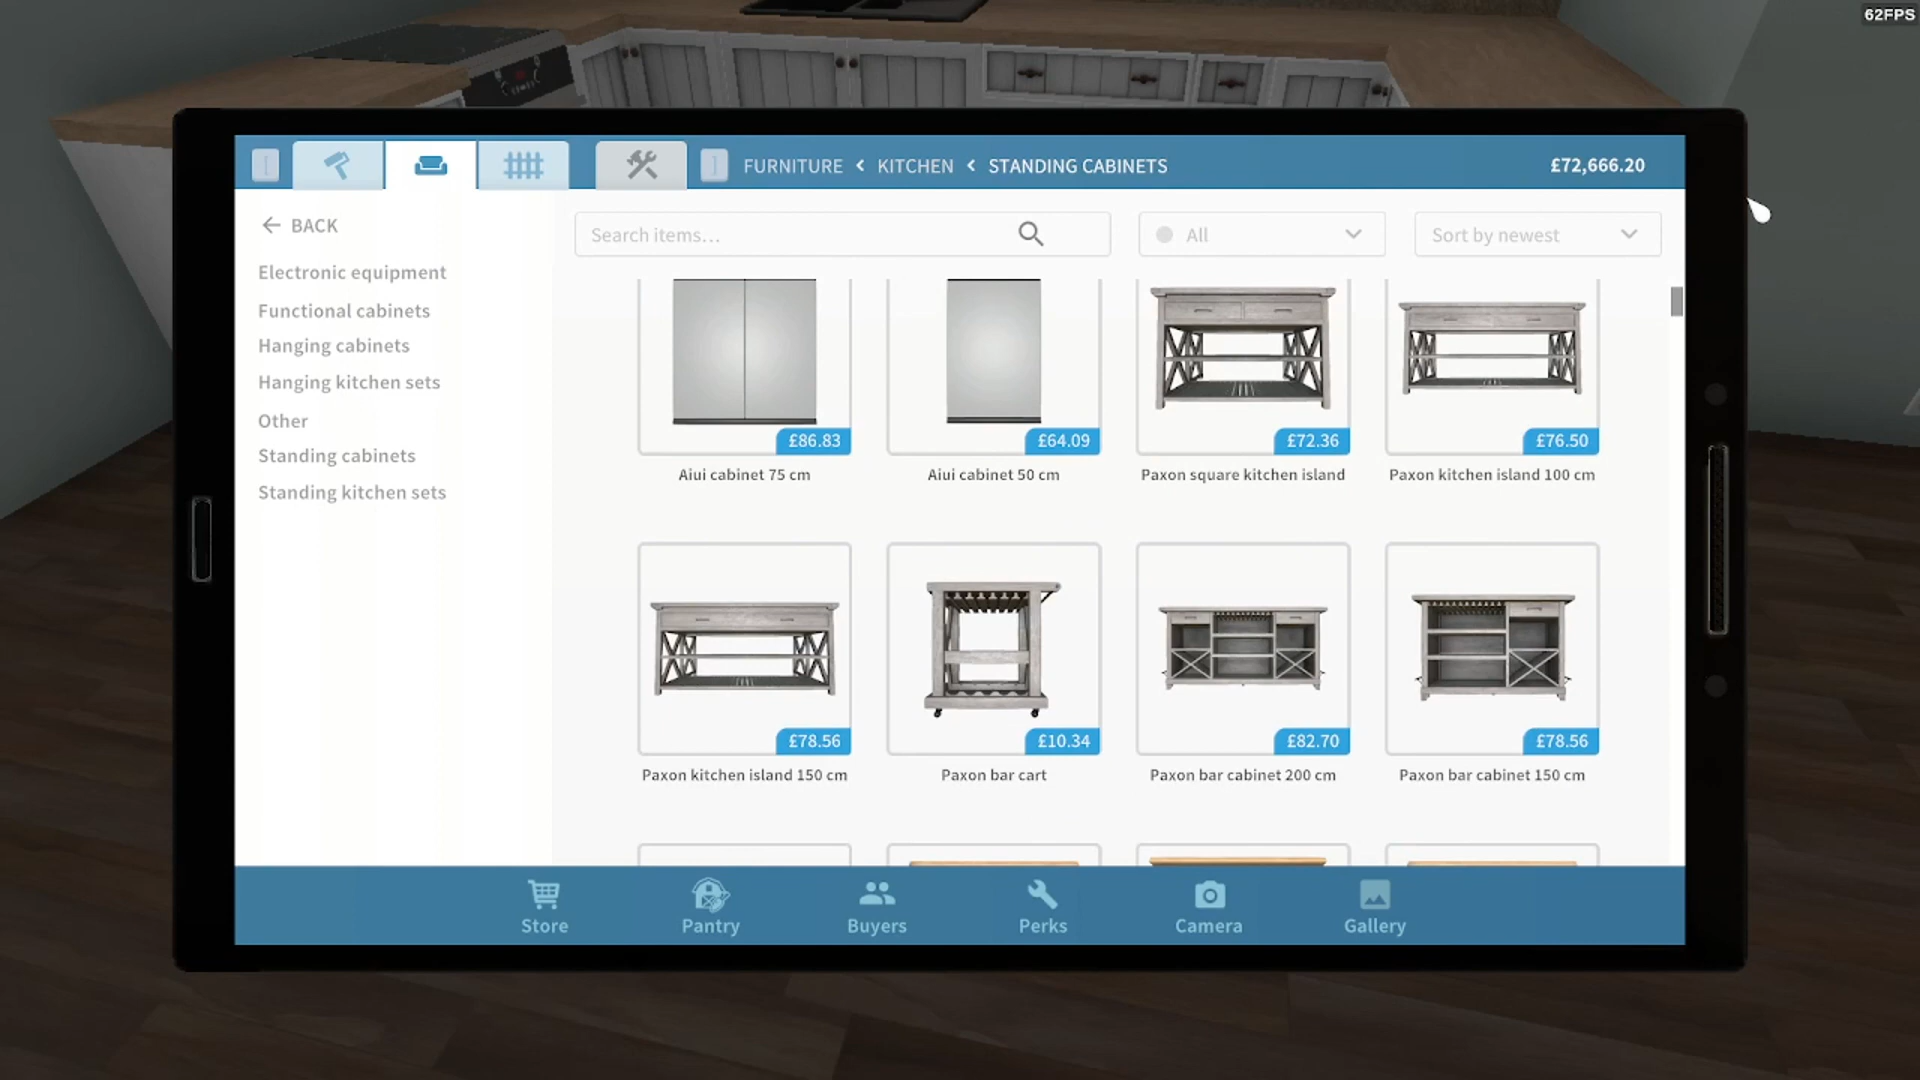 62FPS
[
]
FURNITURE < KITCHEN < STANDING CABINETS
£72,666.20
BACK
Search items...
All
Sort by newest
Electronic equipment
Functional cabinets
Hanging cabinets
Hanging kitchen sets
Other
Standing cabinets
Standing kitchen sets
£86.83
£64.09
£72.36
£76.50
Aiui cabinet 75 cm
Aiui cabinet 50 cm
Paxon square kitchen island
Paxon kitchen island 100 cm
£78.56
£10.34
£82.70
£78.56
Paxon kitchen island 150 cm
Paxon bar cart
Paxon bar cabinet 200 cm
Paxon bar cabinet 150 cm
Store
Pantry
Buyers
Perks
Camera
Gallery